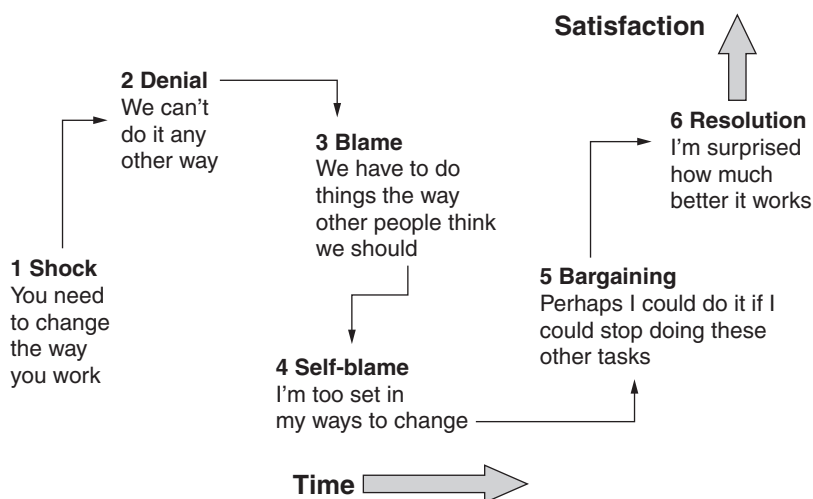 Satisfaction
2 Denial
We can't
do it any
other way
3 Blame
We have to do
things the way
other people think
we should
6 Resolution
I'm surprised
how much
better it works
1 Shock
You need
to change
the way
you work
5 Bargaining
Perhaps I could do it if I
could stop doing these
other tasks
4 Self-blame
I'm too set in
my ways to change
Time